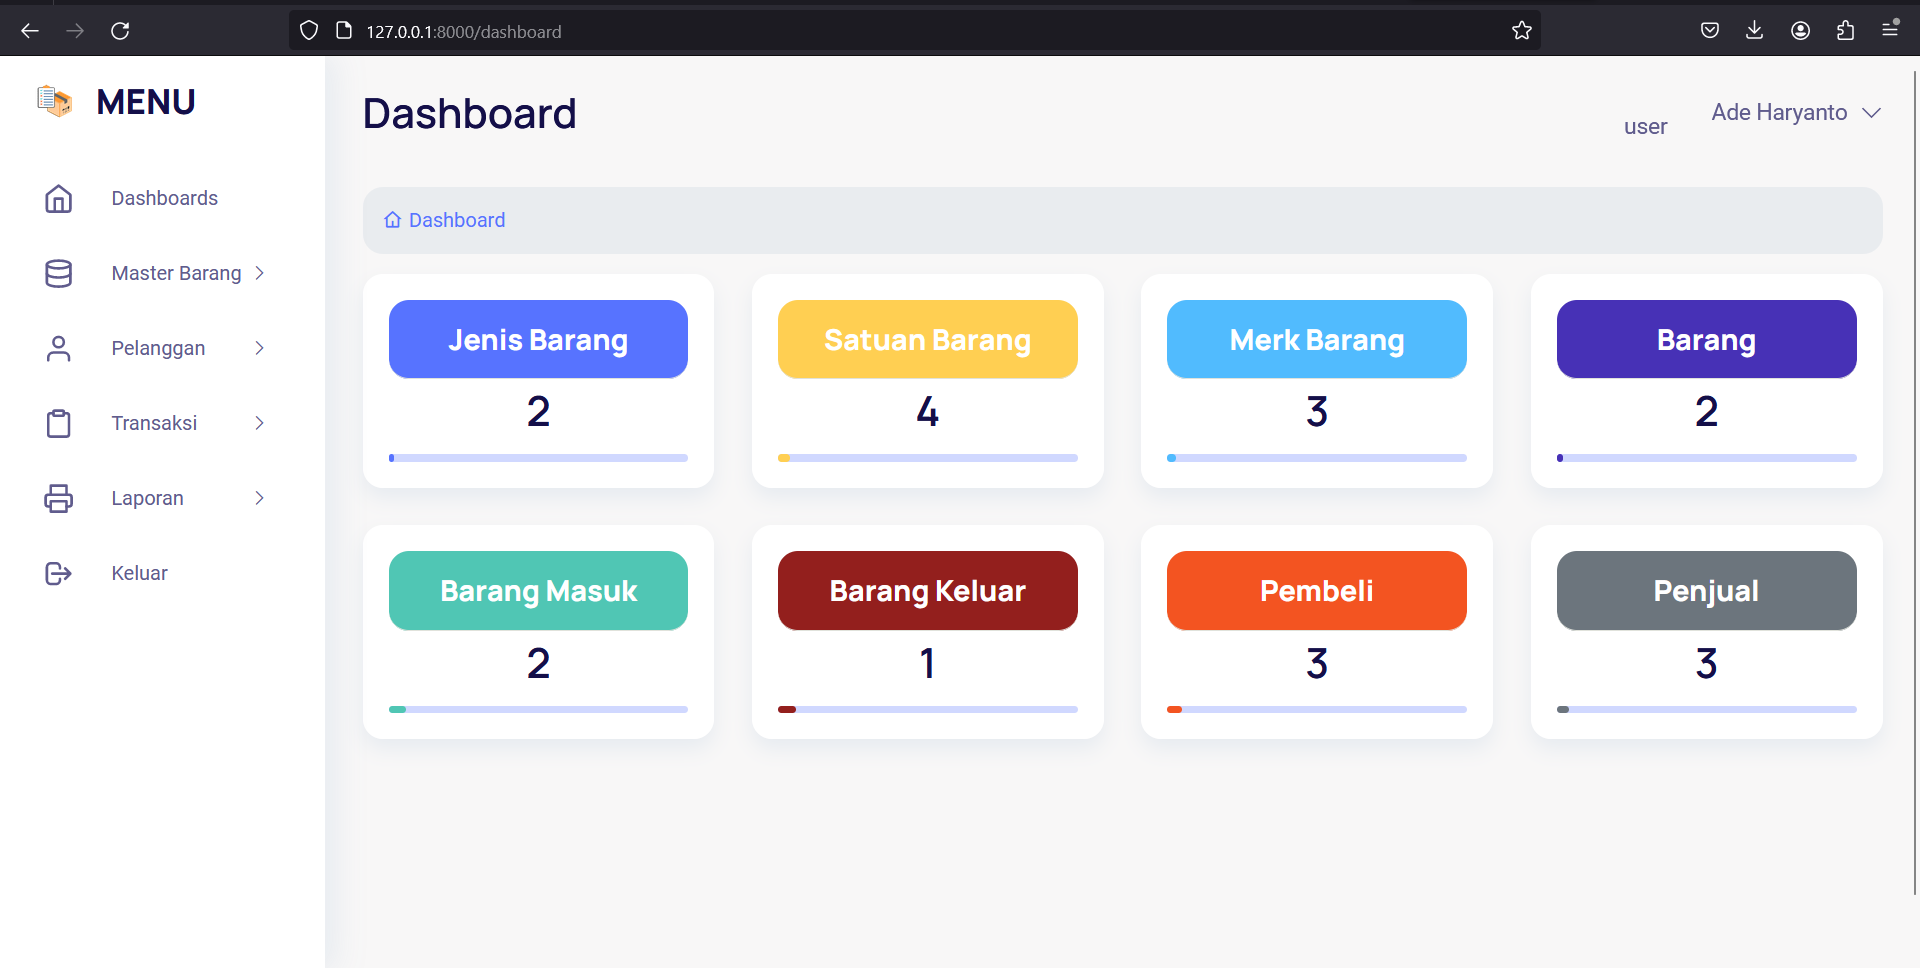 127.0.0.1:8000/dashboard
MENU
Dashboards
Master Barang
Pelanggan
Transaksi
Laporan
Keluar
Dashboard
user
Ade Haryanto
Dashboard
Jenis Barang
2
Satuan Barang
4
Merk Barang
3
Barang
2
Barang Masuk
2
Barang Keluar
1
Pembeli
3
Penjual
3